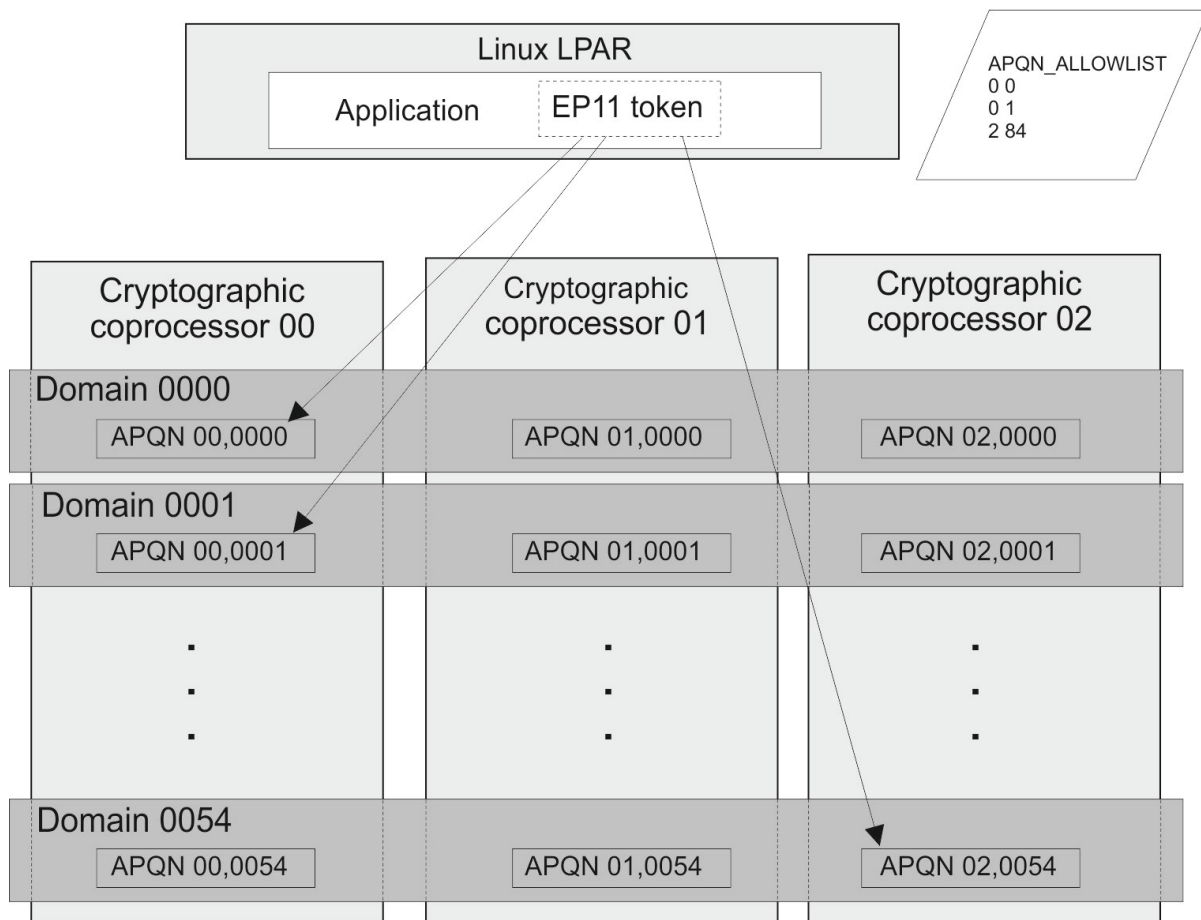 Linux LPAR
Application
EP11 token
APQN_ALLOWLIST
0 0
0 1
2 84
Cryptographic
coprocessor 00
Cryptographic
coprocessor 01
Cryptographic
coprocessor 02
Domain 0000
APQN 00,0000
APQN 01,0000
APQN 02,0000
Domain 0001
APQN 00,0001
APQN 01,0001
APQN 02,0001
Domain 0054
APQN 00,0054
APQN 01,0054
APQN 02,0054